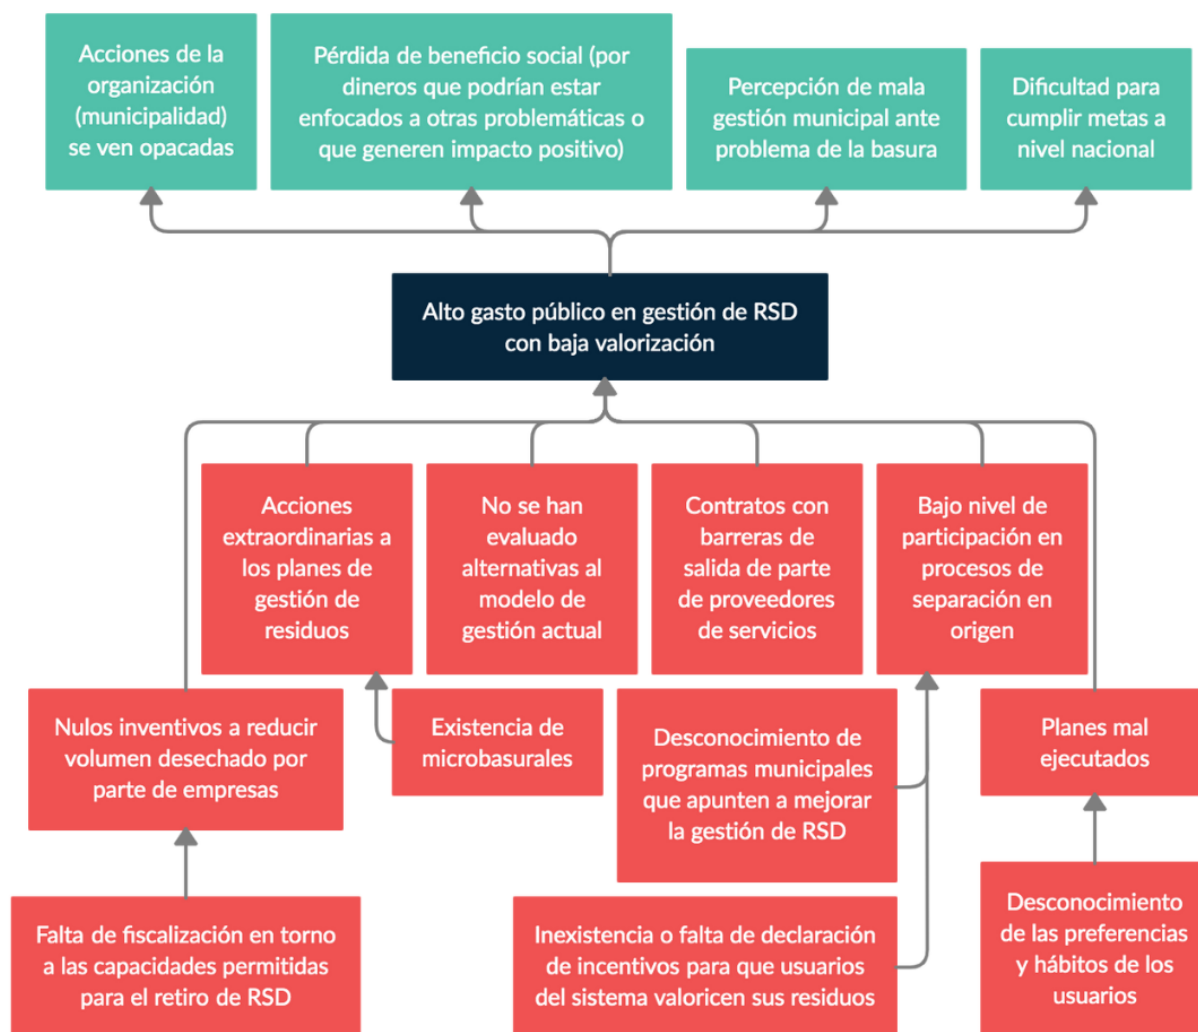 Acciones de la
organización
(municipalidad)
se ven opacadas
Pérdida de beneficio social (por
dineros que podrían estar
enfocados a otras problemáticas o
que generen impacto positivo)
Percepción de mala
gestión municipal ante
problema de la basura
Dificultad para
cumplir metas a
nivel nacional
Alto gasto público en gestión de RSD
con baja valorización
Acciones
extraordinarias a
los planes de
gestión de
residuos
No se han
evaluado
alternativas al
modelo de
gestión actual
Contratos con
barreras de
salida de parte
de proveedores
de servicios
Bajo nivel de
participación en
procesos de
separación en
origen
Nulos inventivos a reducir
volumen desechado por
parte de empresas
Existencia de
microbasurales
Desconocimiento de
programas municipales
que apunten a mejorar
la gestión de RSD
Planes mal
ejecutados
Falta de fiscalización en torno
a las capacidades permitidas
para el retiro de RSD
Inexistencia o falta de declaración
de incentivos para que usuarios
del sistema valoricen sus residuos
Desconocimiento
de las preferencias
y hábitos de los
usuarios